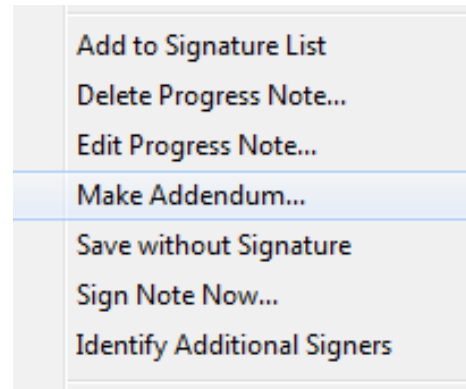 Add to Signature List
Delete Progress Note...
Edit Progress Note...
Make Addendum...
Save without Signature
Sign Note Now...
Identify Additional Signers